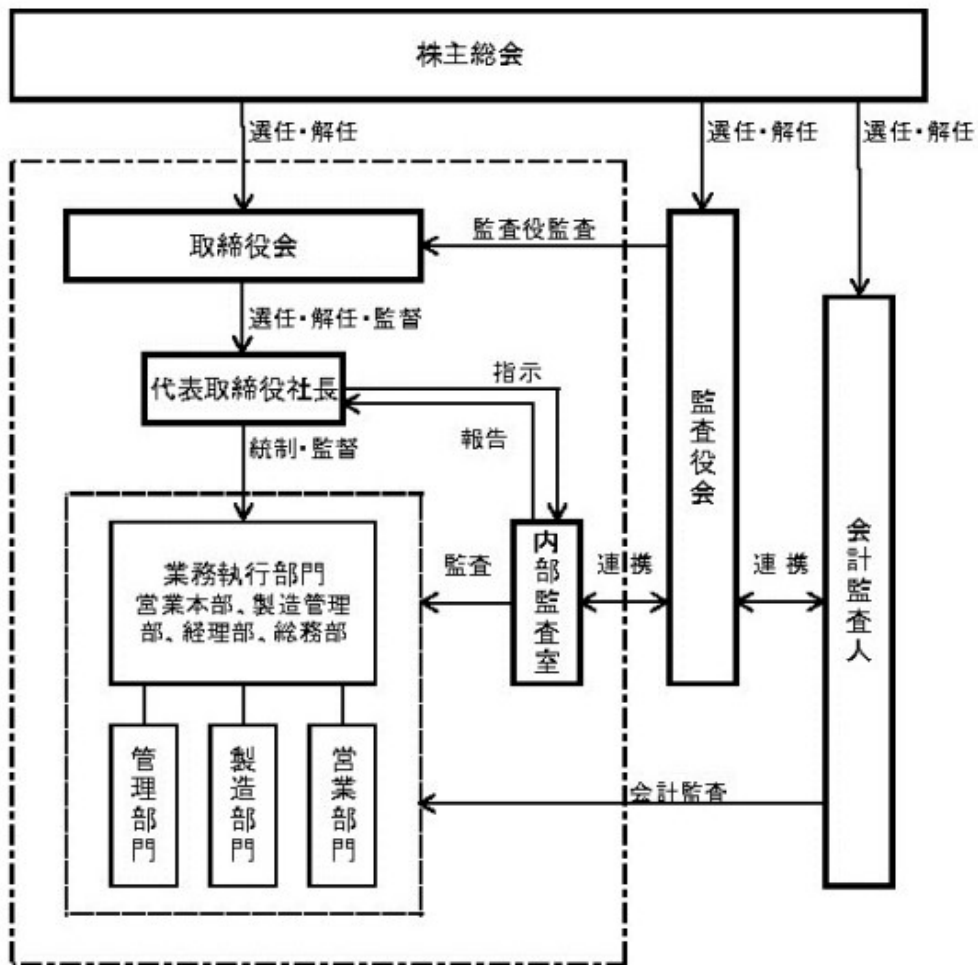 株主総会
選任・解任
選任・解任
選任・解任
取締役会
監査役監査
選任・解任・監督
代表取締役社長
指示
報告
統制・監督
監査役会
会計監査人
業務執行部門
営業本部、製造管理
部、経理部、総務部
監査
内部監査室
連携
連携
管理部門
製造部門
営業部門
会計監査